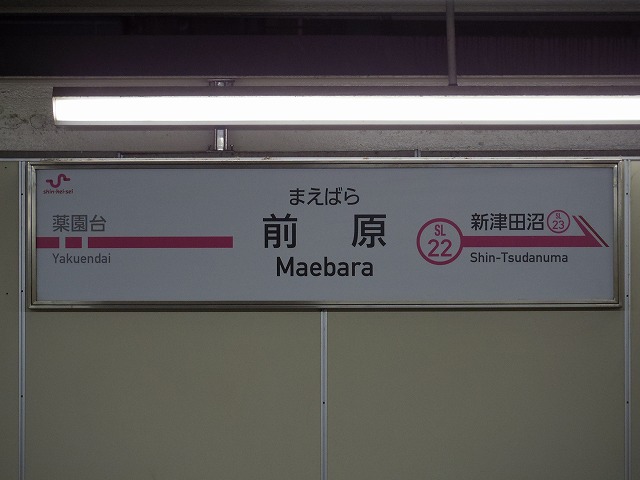 shin-kei-sei
薬園台
Yakuendai
まえばら
前 原
Maebara
SL
22
新津田沼
SL
23
Shin-Tsudanuma